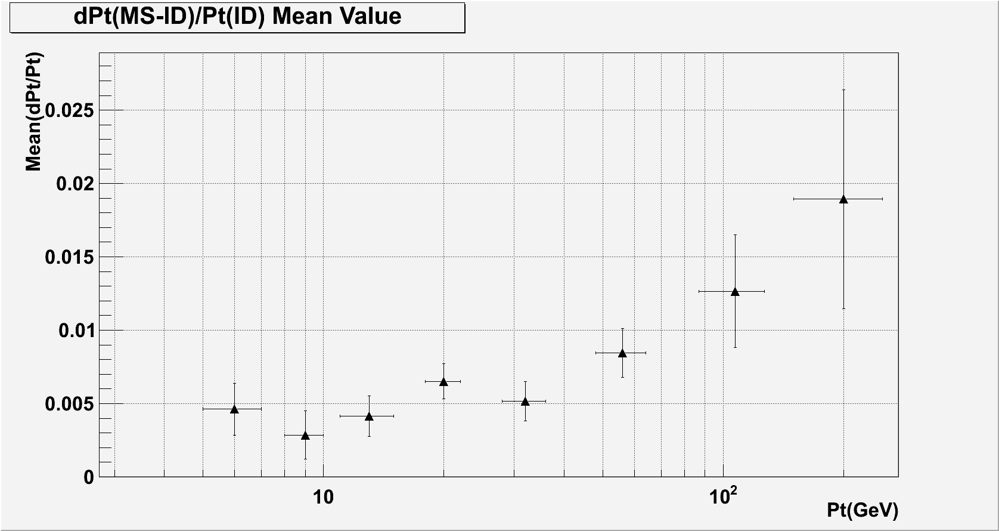 dPt(MS-ID)/Pt(ID) Mean Value
Mean(dPt/Pt)
0.025
0.02
0.015
0.01
0.005
0
10
10²
Pt(GeV)